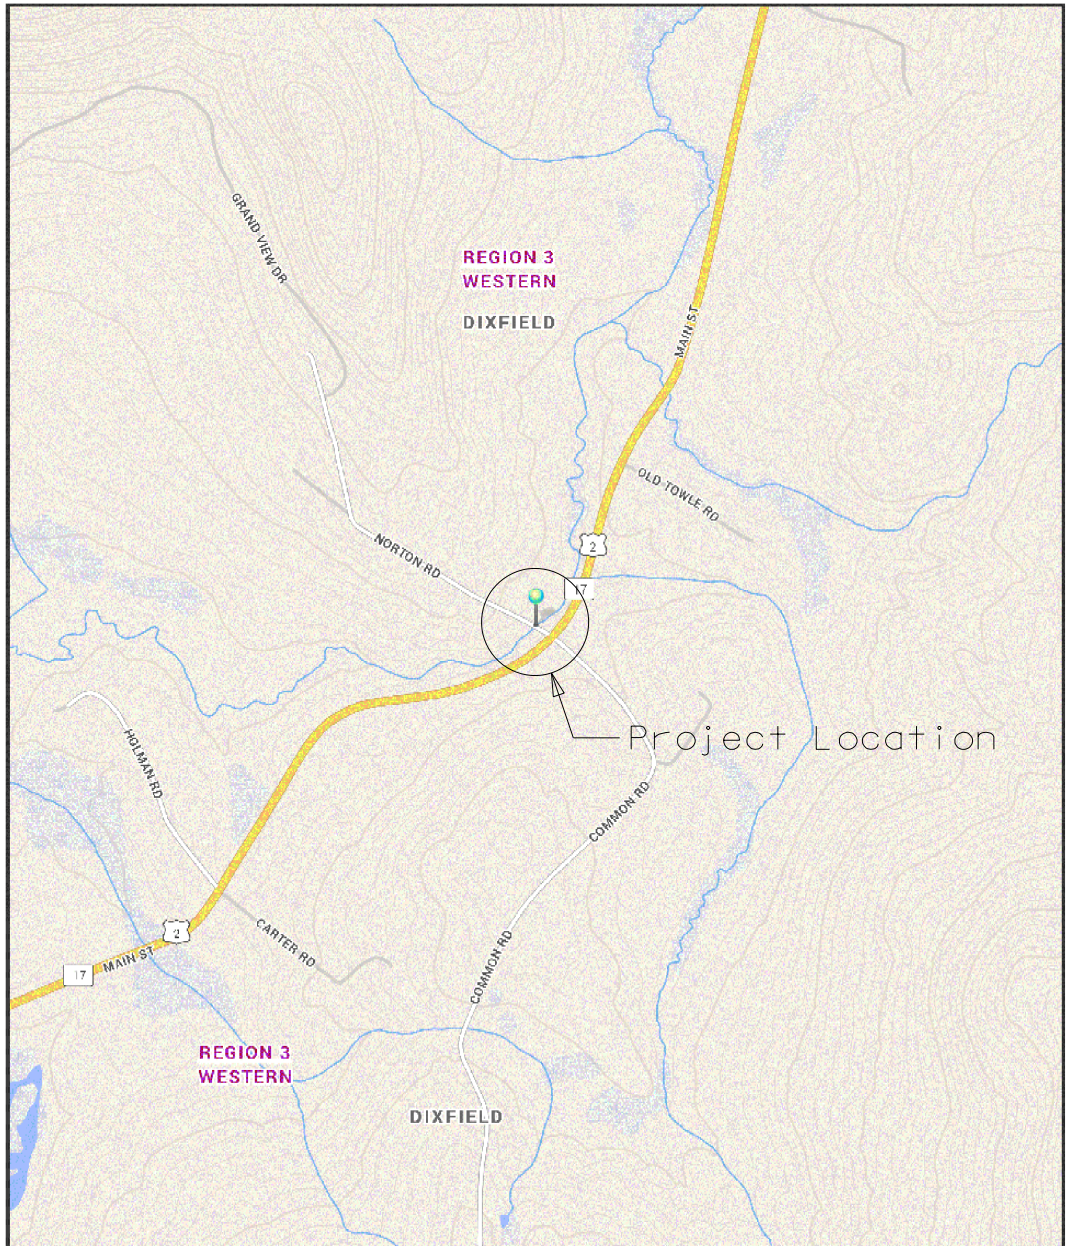 GRAND VIEW DR
REGION 3
WESTERN
DIXFIELD
MAIN ST
OLD TOWLE RD
2
NORTON RD
17
Project Location
HOLMAN RD
COMMON RD
2
CARTER RD
MAIN ST
17
COMMON RD
REGION 3
WESTERN
DIXFIELD